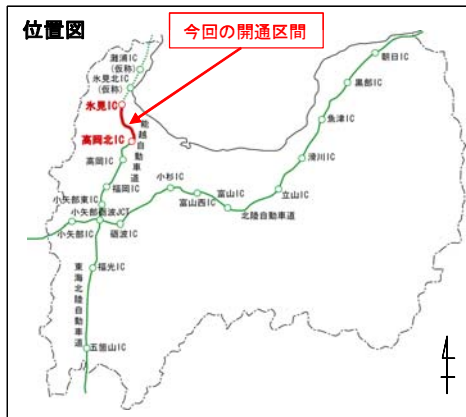 位置図
今回の開通区間
灘浦IC
(仮称)
氷見北IC
(仮称)
氷見IC
能越自動車道
高岡北IC
高岡IC
福岡IC
小矢部東IC
小矢部砺波JCT
小矢部IC
砺波IC
小杉IC
富山西IC
富山IC
北陸自動車道
立山IC
滑川IC
魚津IC
黒部IC
朝日IC
福光IC
東海北陸自動車道
五箇山IC